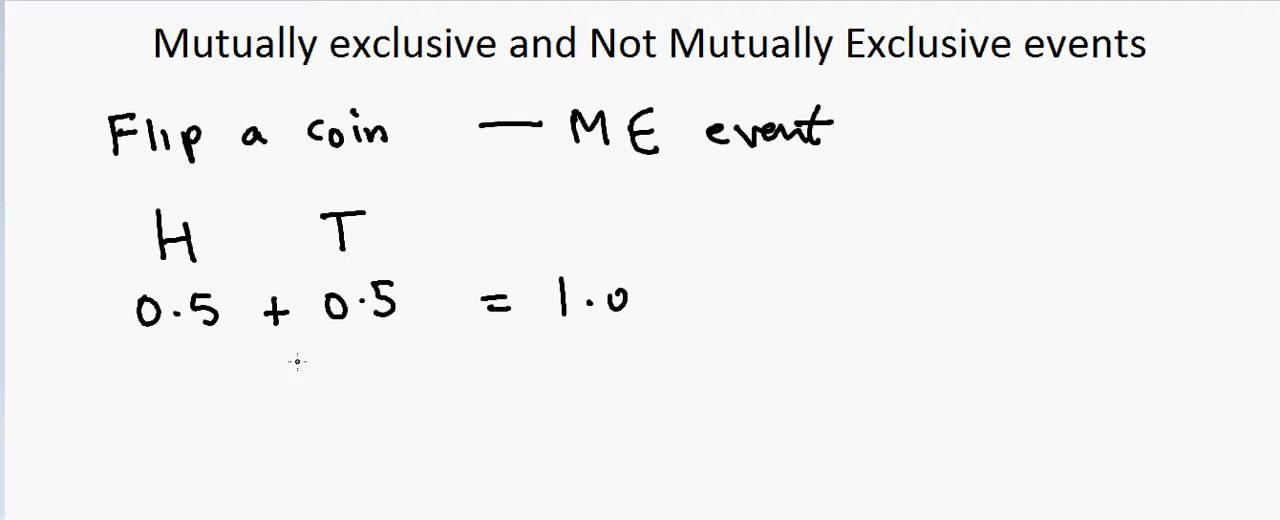 Mutually exclusive and Not Mutually Exclusive events
Flip a coin — ME event
H T
0.5 + 0.5 = 1.0